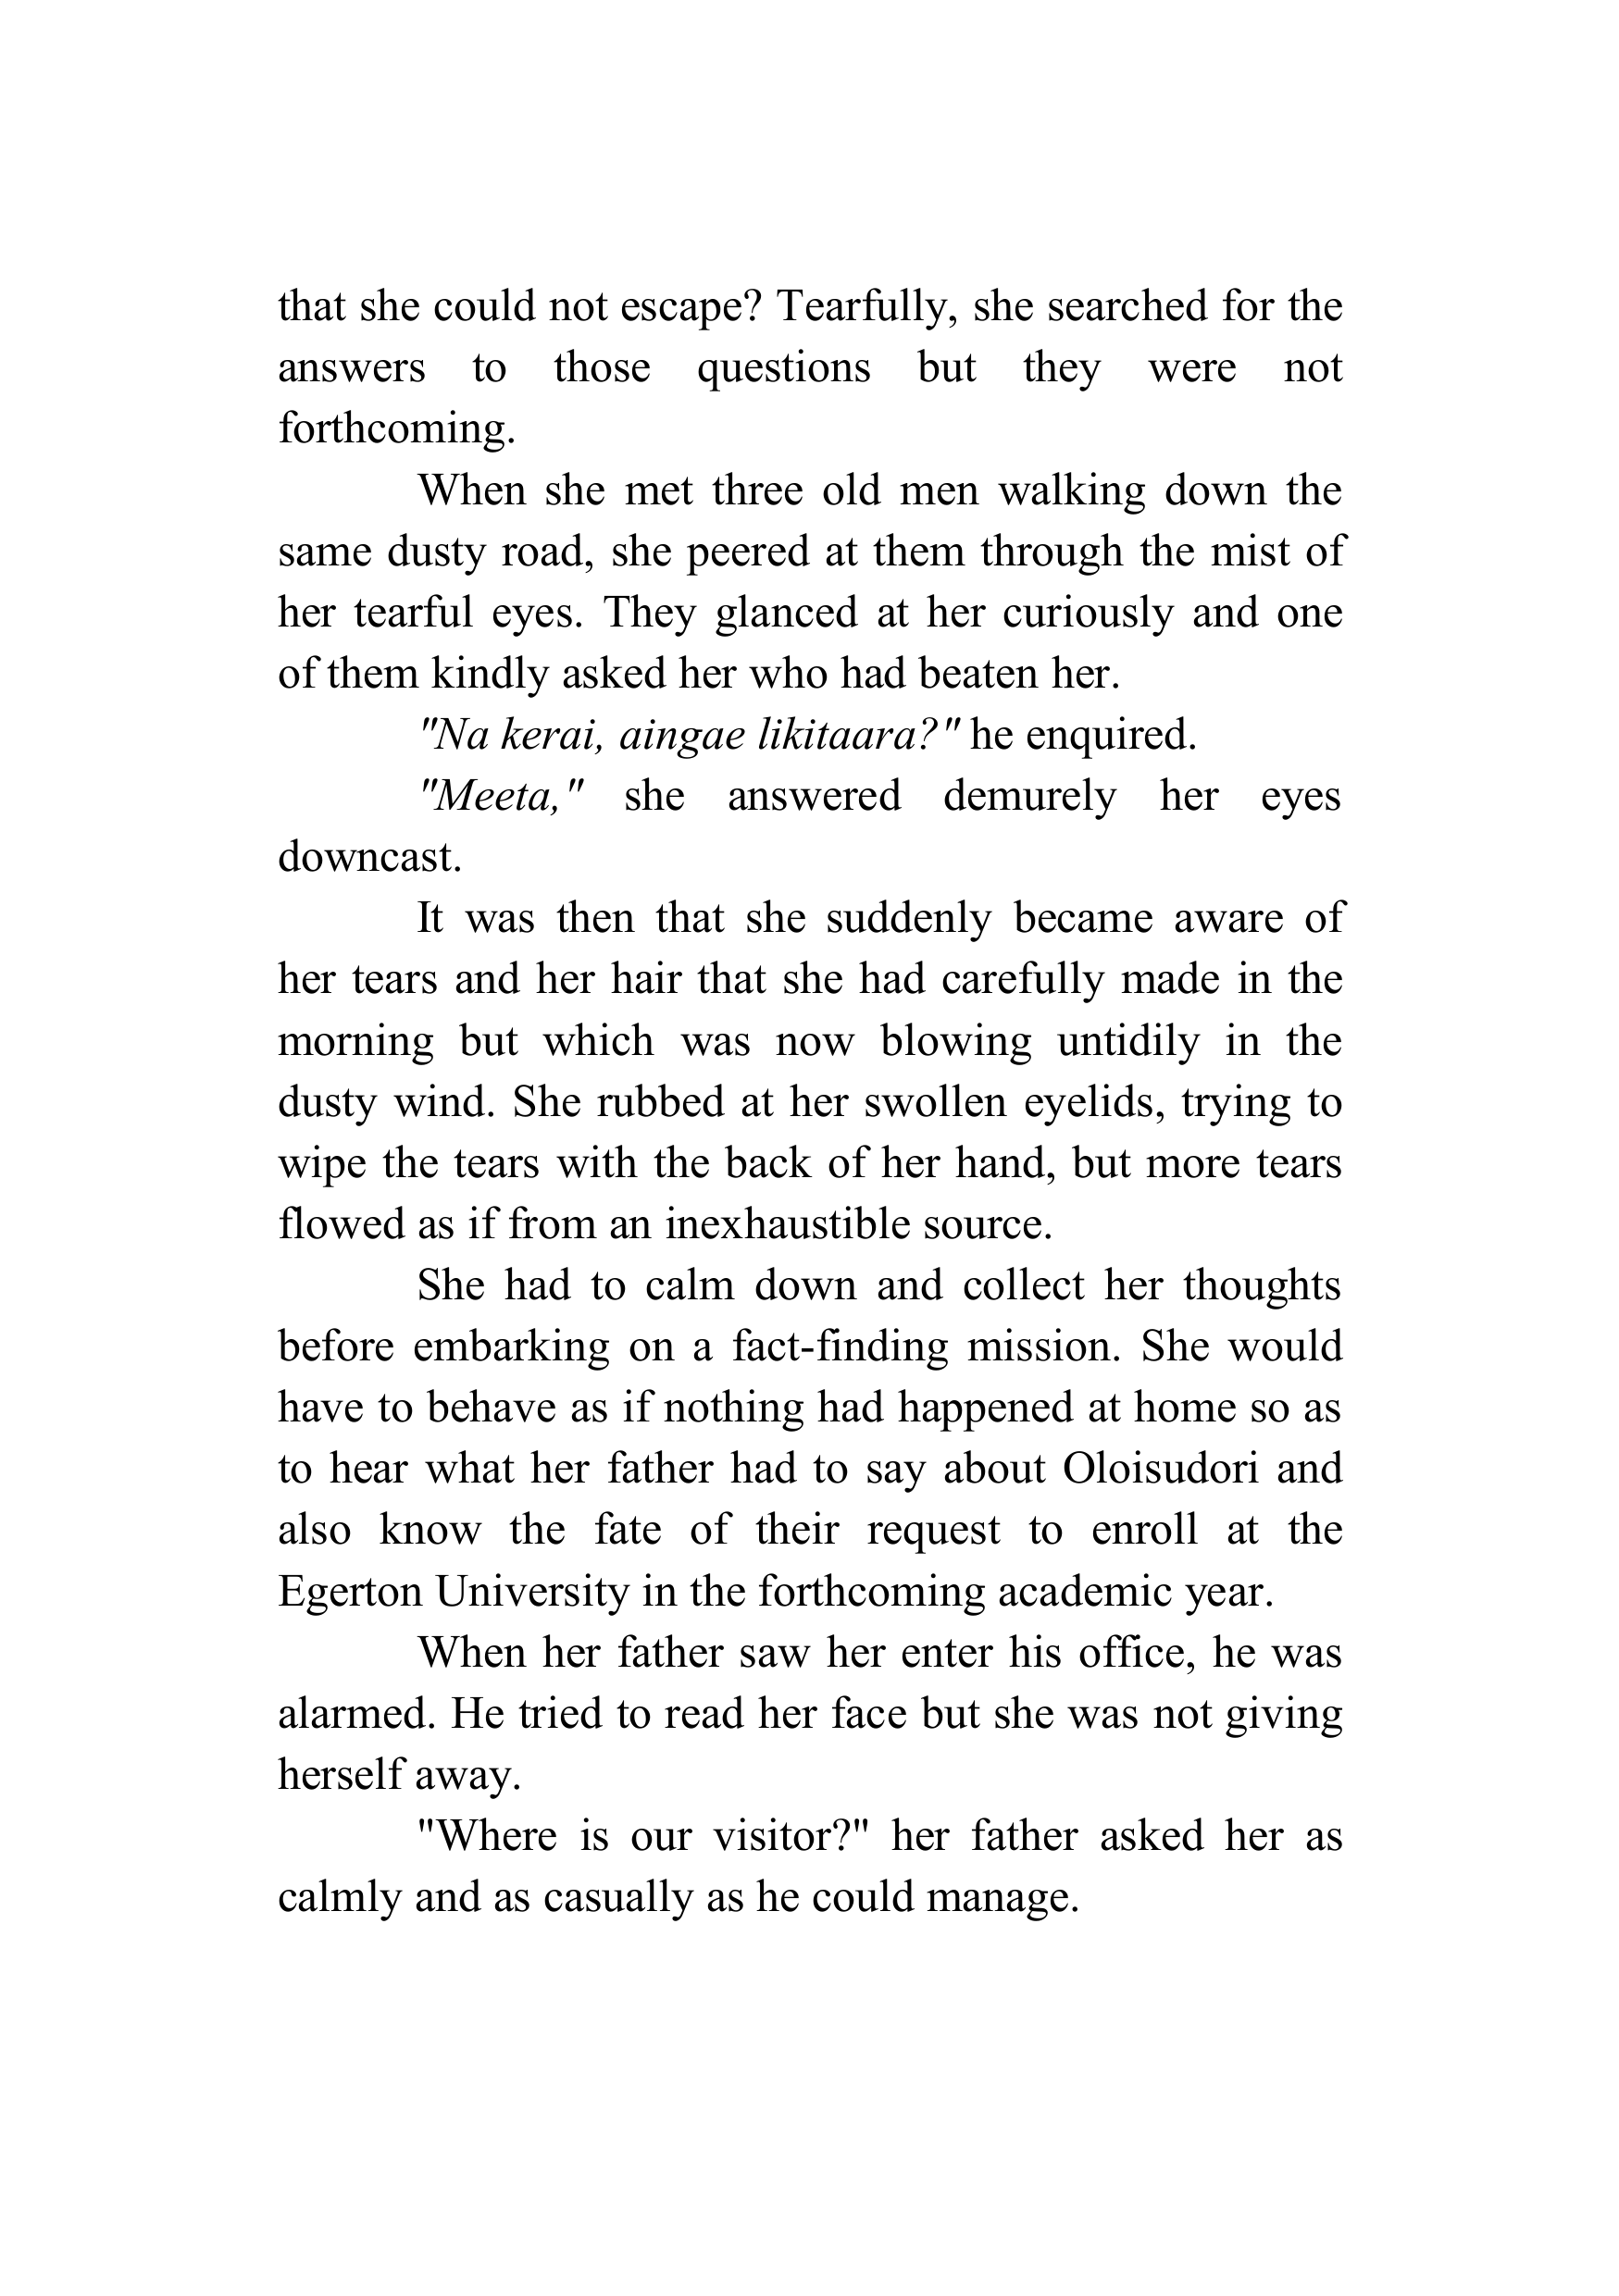 that she could not escape? Tearfully, she searched for the
answers to those questions but they were not
forthcoming.
When she met three old men walking down the
same dusty road, she peered at them through the mist of
her tearful eyes. They glanced at her curiously and one
of them kindly asked her who had beaten her.
"Na kerai, aingae likitaara?" he enquired.
"Meeta," she answered demurely her eyes
downcast.
It was then that she suddenly became aware of
her tears and her hair that she had carefully made in the
morning but which was now blowing untidily in the
dusty wind. She rubbed at her swollen eyelids, trying to
wipe the tears with the back of her hand, but more tears
flowed as if from an inexhaustible source.
She had to calm down and collect her thoughts
before embarking on a fact-finding mission. She would
have to behave as if nothing had happened at home so as
to hear what her father had to say about Oloisudori and
also know the fate of their request to enroll at the
Egerton University in the forthcoming academic year.
When her father saw her enter his office, he was
alarmed. He tried to read her face but she was not giving
herself away.
"Where is our visitor?" her father asked her as
calmly and as casually as he could manage.